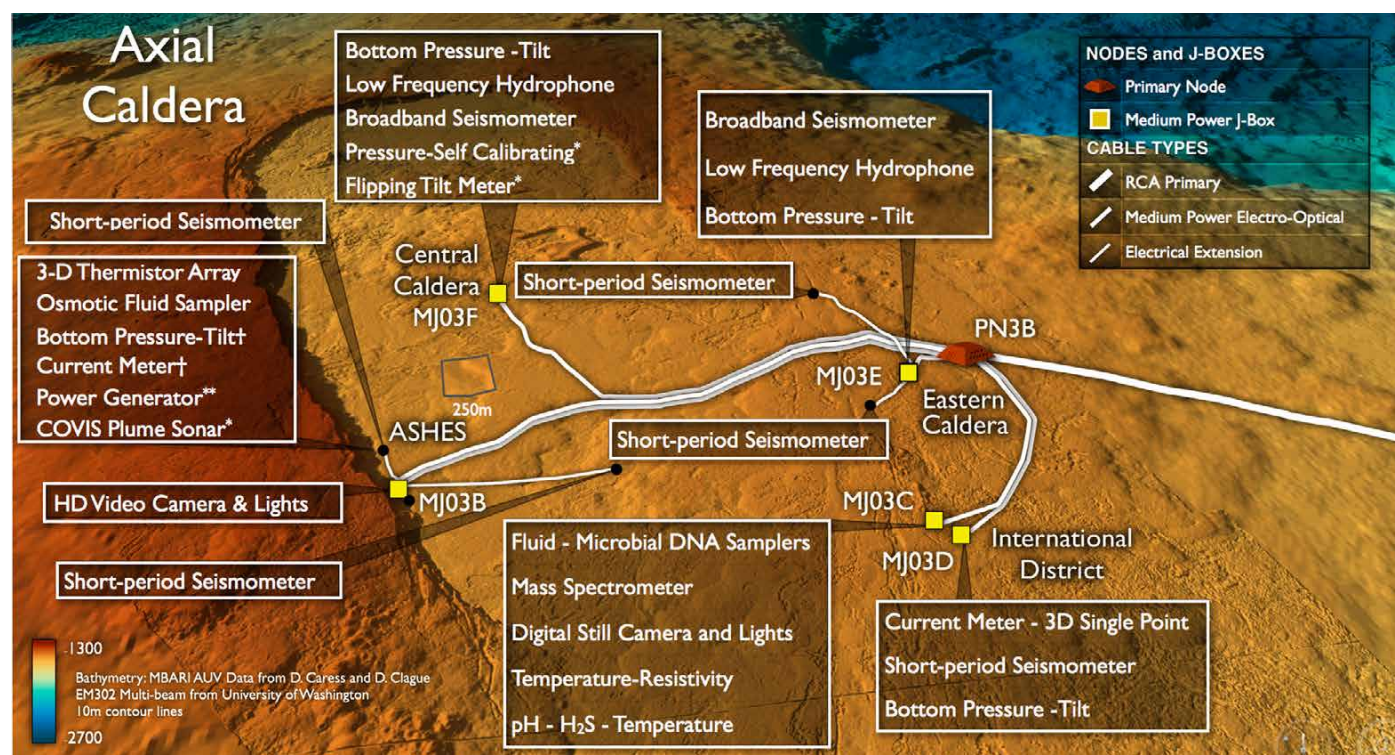 Axial
Caldera
Bottom Pressure -Tilt
Low Frequency Hydrophone
Broadband Seismometer
Pressure-Self Calibrating*
Flipping Tilt Meter*
Broadband Seismometer
Low Frequency Hydrophone
Bottom Pressure - Tilt
NODES and J-BOXES
Primary Node
Medium Power J-Box
CABLE TYPES
RCA Primary
Medium Power Electro-Optical
Electrical Extension
Short-period Seismometer
3-D Thermistor Array
Osmotic Fluid Sampler
Bottom Pressure-Tilt†
Current Meter†
Power Generator**
COVIS Plume Sonar*
Central
Caldera
MJ03F
Short-period Seismometer
PN3B
MJ03E
Eastern
Caldera
250m
ASHES
Short-period Seismometer
HD Video Camera & Lights
MJ03B
MJ03C
MJ03D
International
District
Short-period Seismometer
Fluid - Microbial DNA Samplers
Mass Spectrometer
Digital Still Camera and Lights
Temperature-Resistivity
pH - H₂S - Temperature
Current Meter - 3D Single Point
Short-period Seismometer
Bottom Pressure -Tilt
1300
2700
Bathymetry: MBARI AUV Data from D. Caress and D. Clague
EM302 Multi-beam from University of Washington
10m contour lines